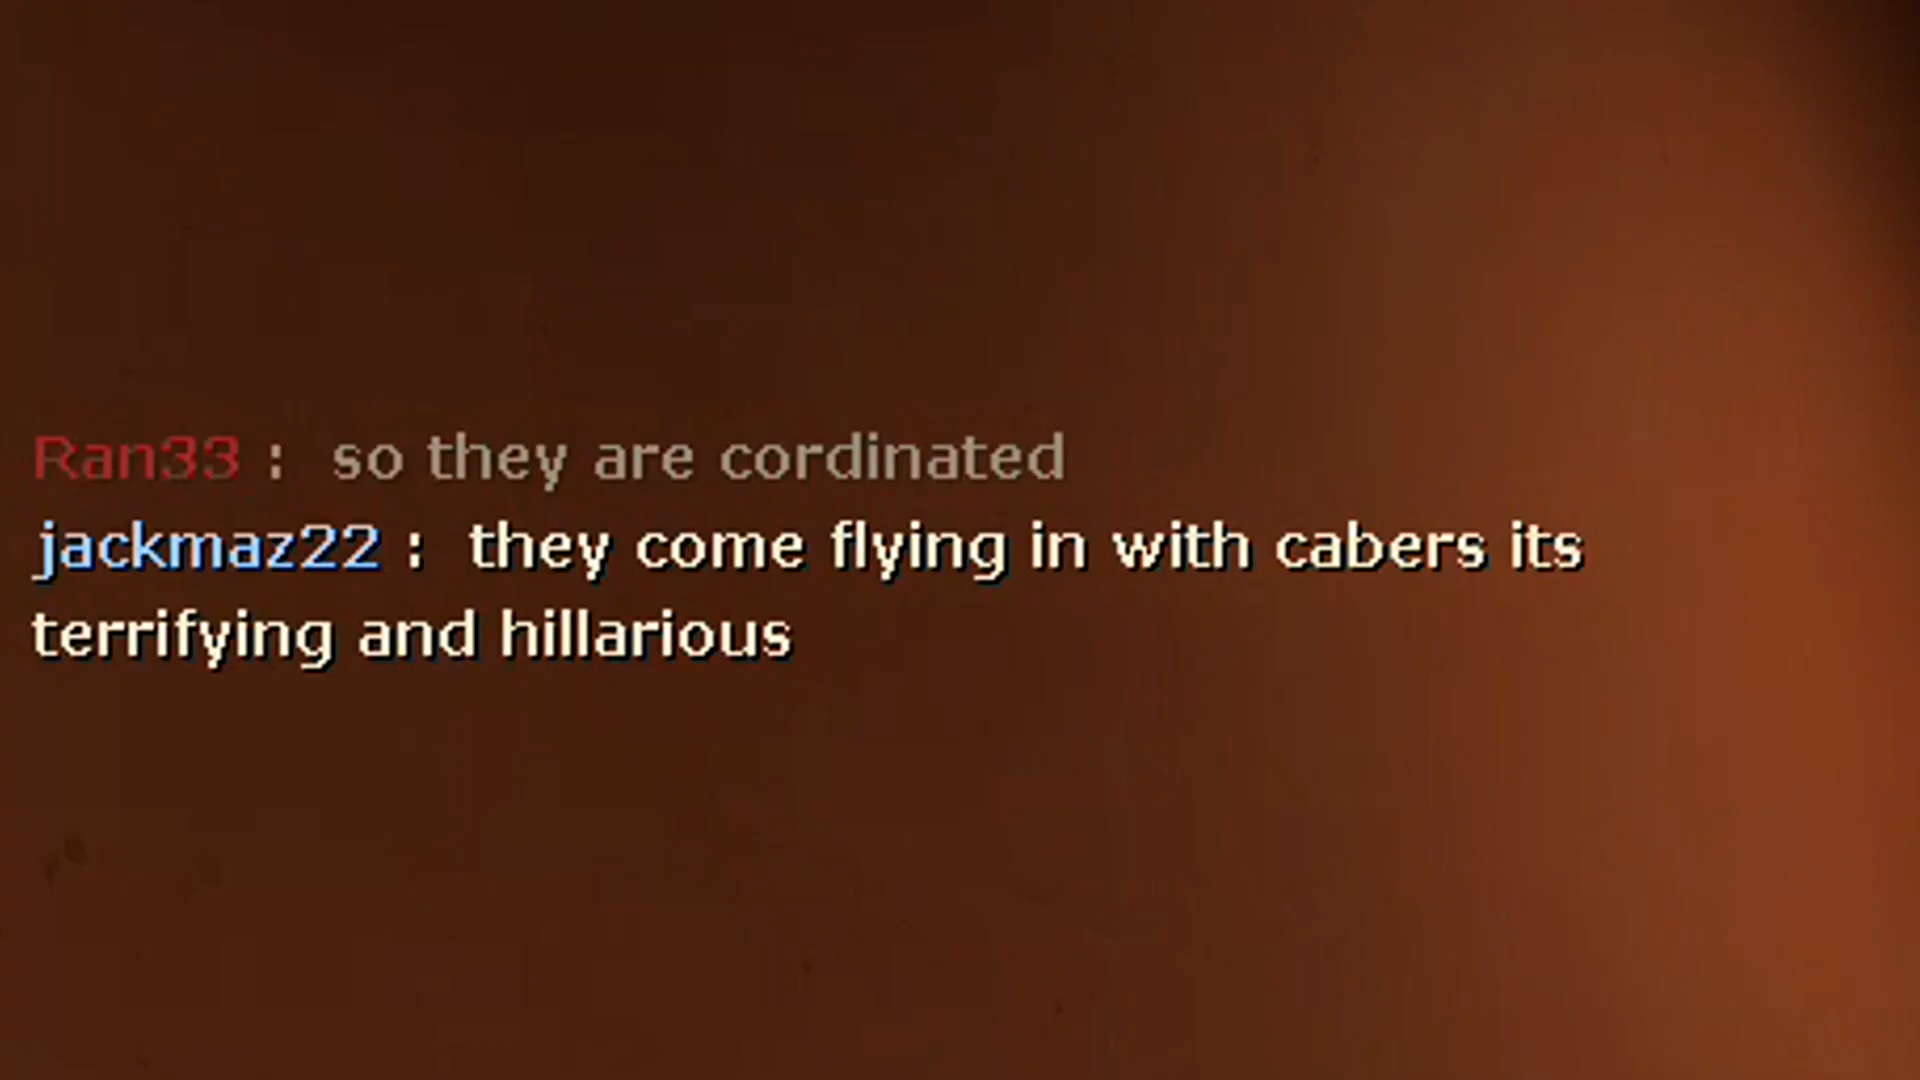 Ran33 :  so they are cordinated
jackmaz22 :  they come flying in with cabers its
terrifying and hillarious